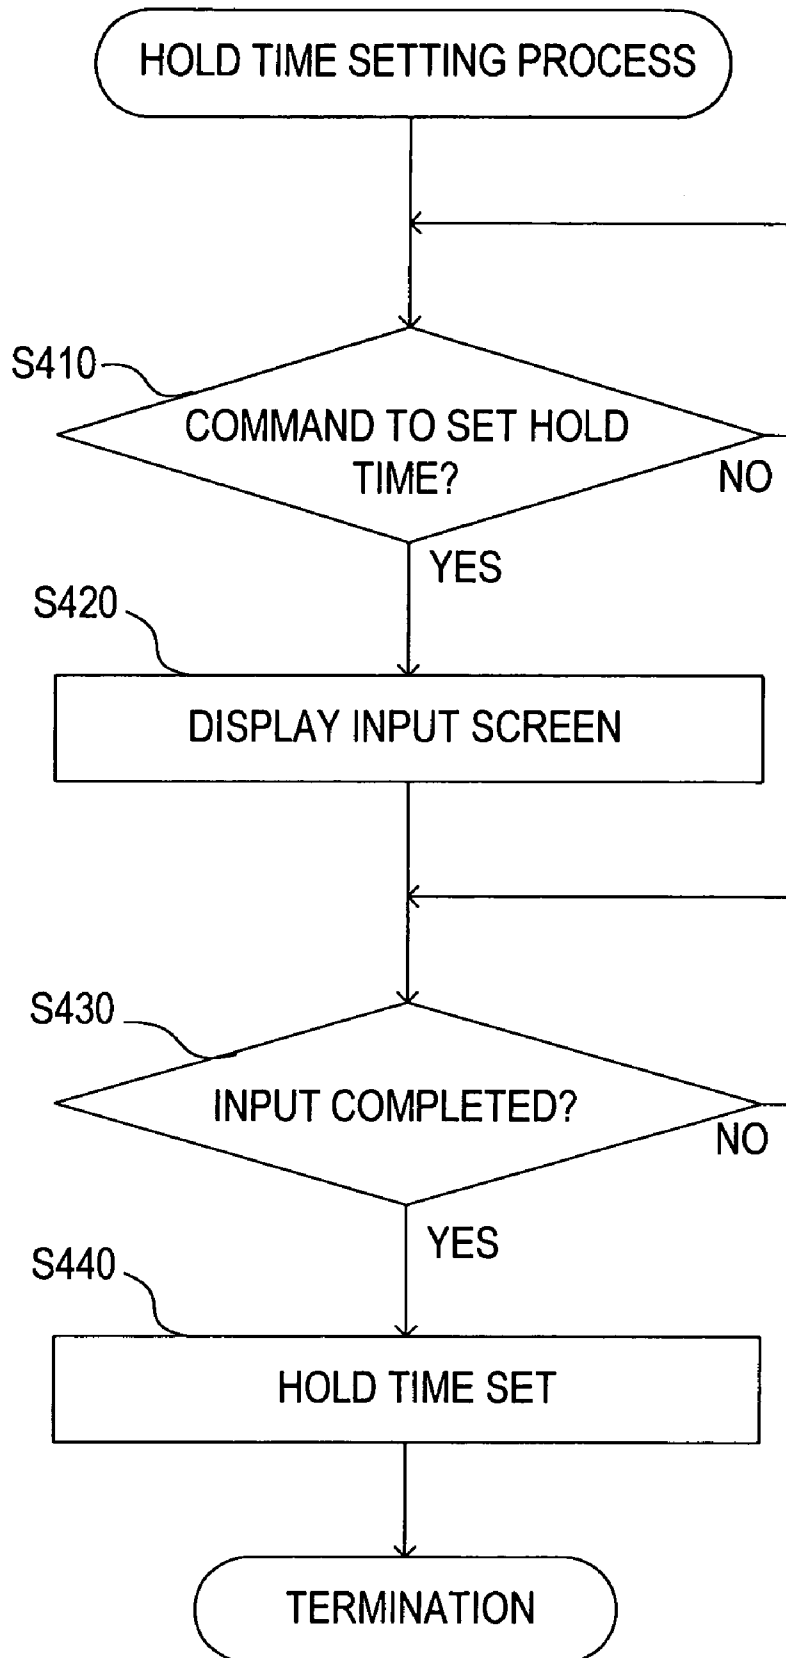 HOLD TIME SETTING PROCESS
S410
COMMAND TO SET HOLD
TIME?
NO
YES
S420
DISPLAY INPUT SCREEN
S430
INPUT COMPLETED?
NO
YES
S440
HOLD TIME SET
TERMINATION